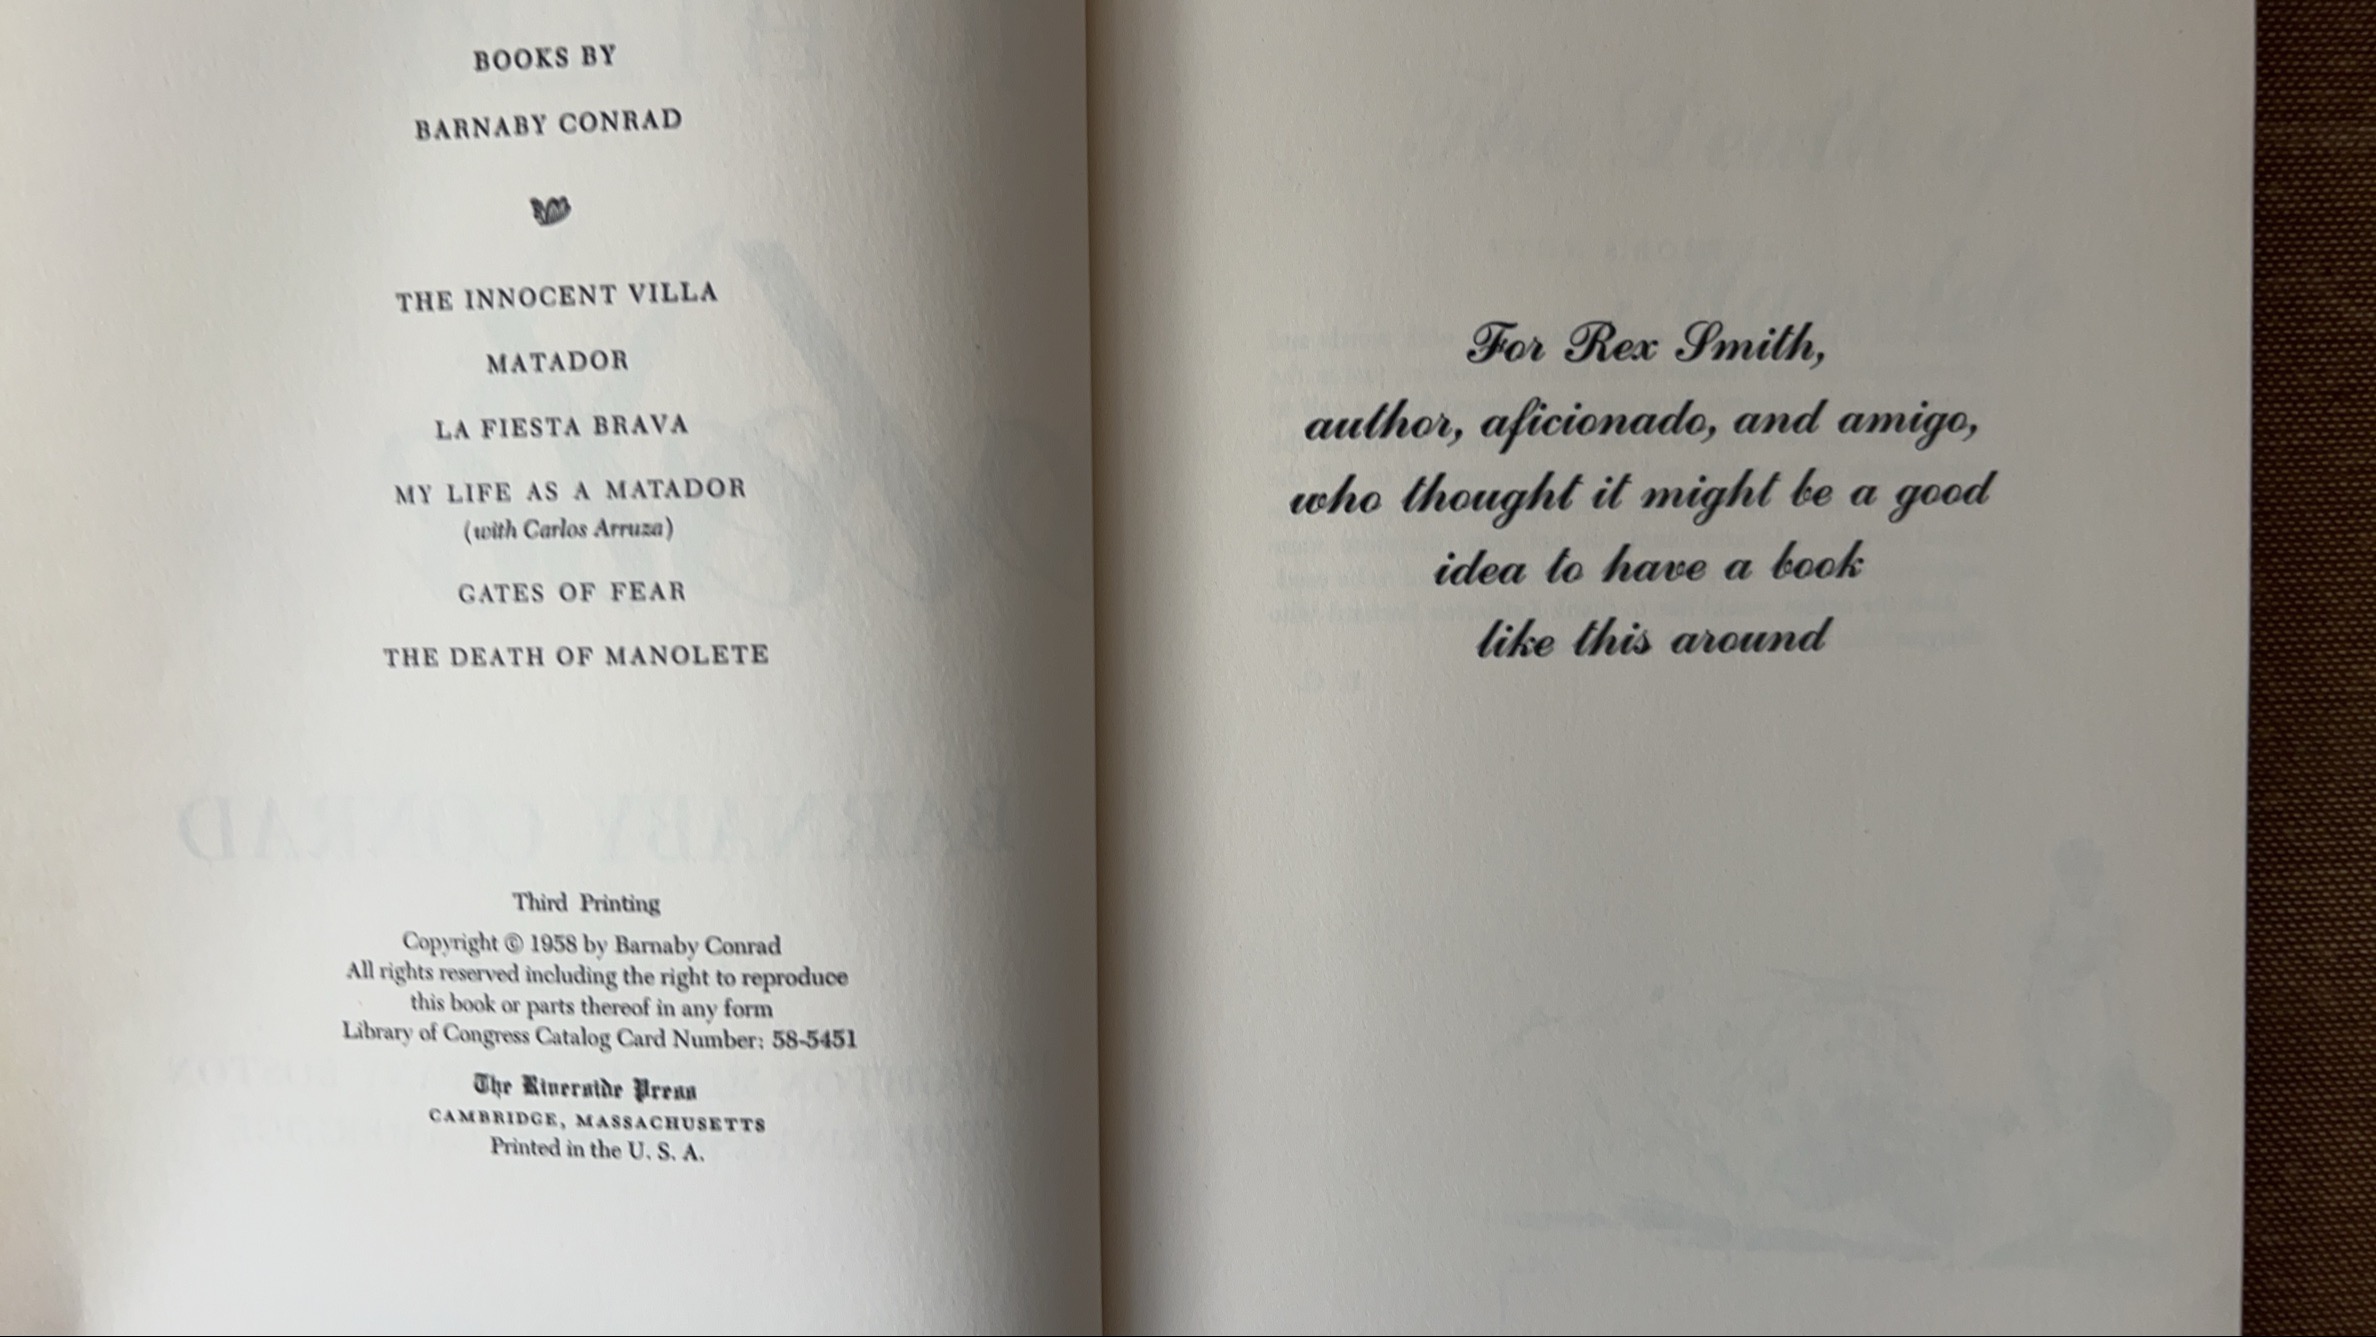 BOOKS BY
BARNABY CONRAD
THE INNOCENT VILLA
MATADOR
LA FIESTA BRAVA
MY LIFE AS A MATADOR
(with Carlos Arruza)
GATES OF FEAR
THE DEATH OF MANOLETE
Third Printing
Copyright © 1958 by Barnaby Conrad
All rights reserved including the right to reproduce
this book or parts thereof in any form
Library of Congress Catalog Card Number: 58-5451
The Riverside Press
CAMBRIDGE, MASSACHUSETTS
Printed in the U. S. A.
For Rex Smith,
author, aficionado, and amigo,
who thought it might be a good
idea to have a book
like this around